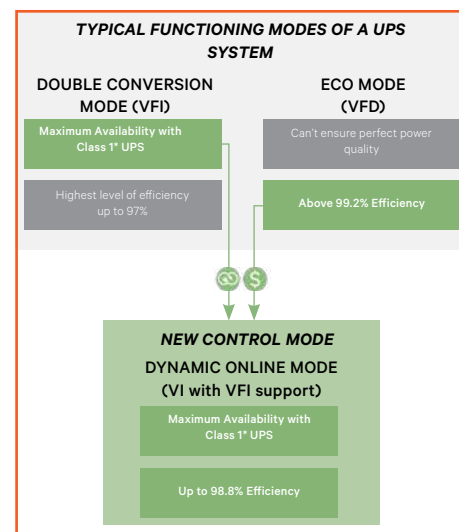 TYPICAL FUNCTIONING MODES OF A UPS
SYSTEM
DOUBLE CONVERSION
MODE (VFI)
Maximum Availability with
Class 1* UPS
Highest level of efficiency
up to 97%
ECO MODE
(VFD)
Can't ensure perfect power
quality
Above 99.2% Efficiency
$
NEW CONTROL MODE
DYNAMIC ONLINE MODE
(VI with VFI support)
Maximum Availability with
Class 1* UPS
Up to 98.8% Efficiency